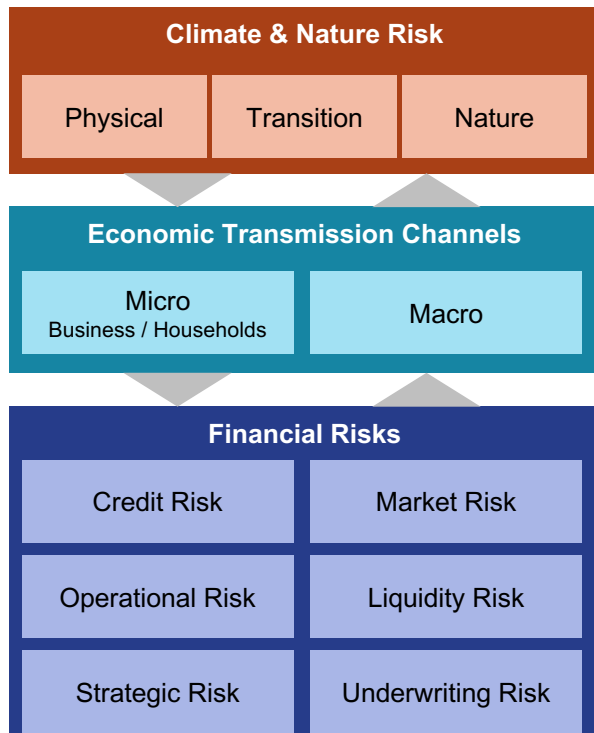 Climate & Nature Risk
Physical
Transition
Nature
Economic Transmission Channels
Micro
Business / Households
Macro
Financial Risks
Credit Risk
Market Risk
Operational Risk
Liquidity Risk
Strategic Risk
Underwriting Risk